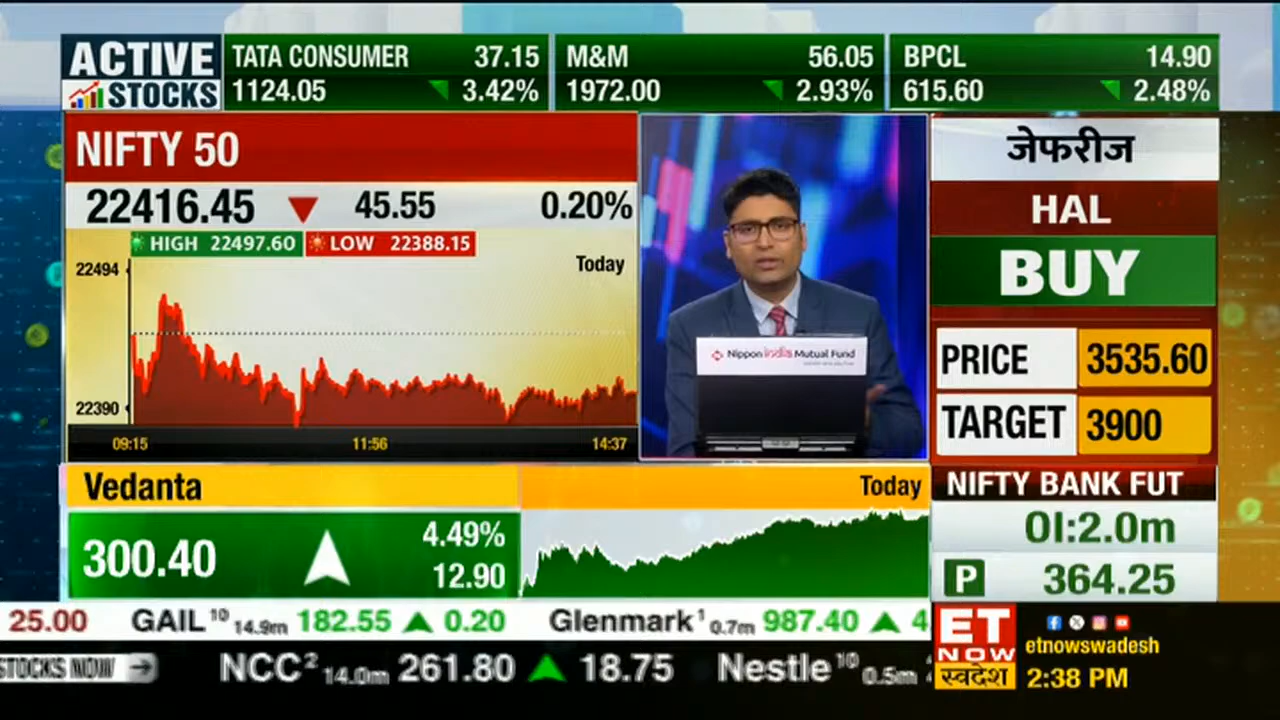 ACTIVE
STOCKS
TATA CONSUMER 37.15
1124.05 3.42%
M&M 56.05
1972.00 2.93%
BPCL 14.90
615.60 2.48%
NIFTY 50
22416.45 45.55 0.20%
HIGH 22497.60 LOW 22388.15
Today
22494
22390
09:15 11:56 14:37
Nippon india Mutual Fund
जेफरीज
HAL
BUY
PRICE 3535.60
TARGET 3900
Vedanta
300.40
4.49%
12.90
Today
NIFTY BANK FUT
OI:2.0m
P 364.25
25.00 GAIL 10 14.9m 182.55 0.20 Glenmark 1 0.7m 987.40 4
STOCKS NOW NCC 2 14.0m 261.80 18.75 Nestle 10 0.5m
ET
NOW
स्वदेश
etnowswadesh
2:38 PM